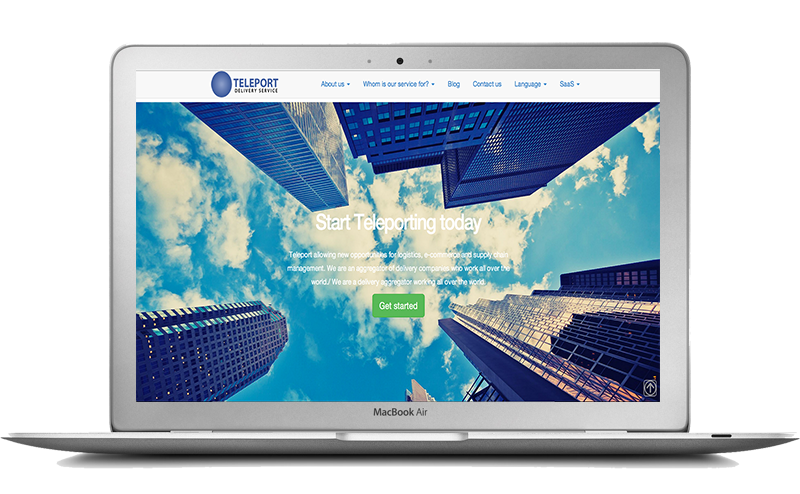 TELEPORT
DELIVERY SERVICE
About us
Whom is our service for?
Blog
Contact us
Language
SaaS
Start Teleporting today
Teleport allowing new opportunities for logistics, e-commerce and supply chain
management. We are an aggregator of delivery companies who work all over the
world./ We are a delivery aggregator working all over the world.
Get started
MacBook Air